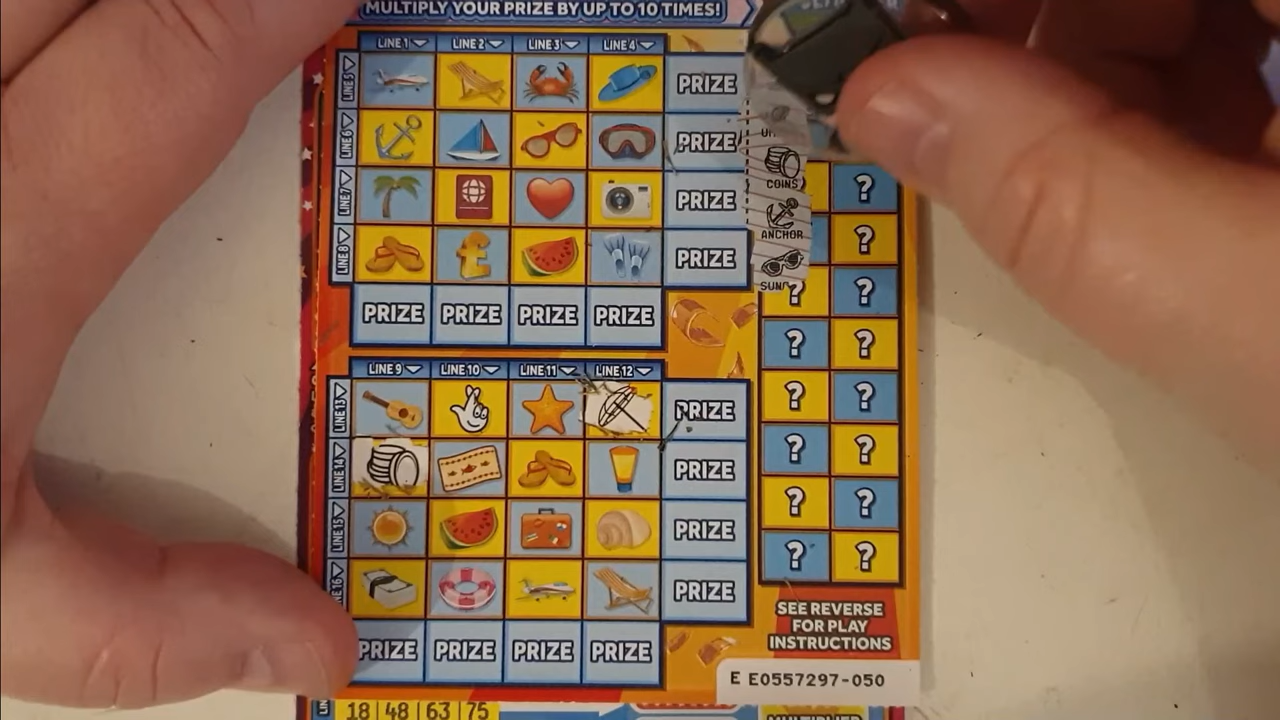 MULTIPLY YOUR PRIZE BY UP TO 10 TIMES!
LINE 1 LINE 2 LINE 3 LINE 4
LINE 5
PRIZE
LINE 6
PRIZE
COINS
LINE 7
PRIZE
?
ANCHOR
?
LINE 8
PRIZE
? ?
PRIZE PRIZE PRIZE PRIZE
? ?
LINE 9 LINE 10 LINE 11 LINE 12
? ?
LINE 13
PRIZE
? ?
LINE 14
PRIZE
? ?
LINE 15
PRIZE
? ?
LINE 16
PRIZE
SEE REVERSE
FOR PLAY
INSTRUCTIONS
PRIZE PRIZE PRIZE PRIZE
E E0557297-050
18 48 63 75
MULTIPLIER